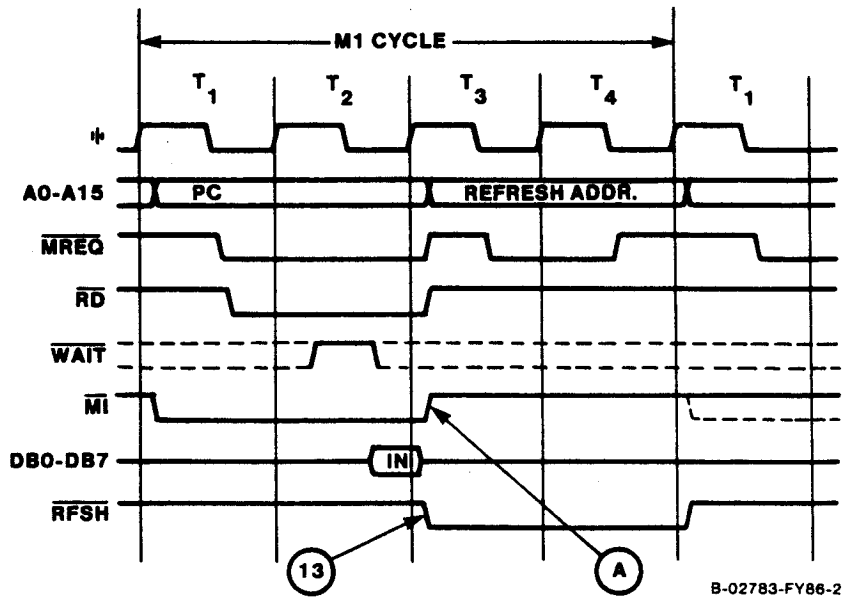 M1 CYCLE
T1 T2 T3 T4 T1
A0-A15 PC REFRESH ADDR.
MREQ
RD
WAIT
MI
DB0-DB7 IN
RFSH
13 A
B-02783-FY86-2